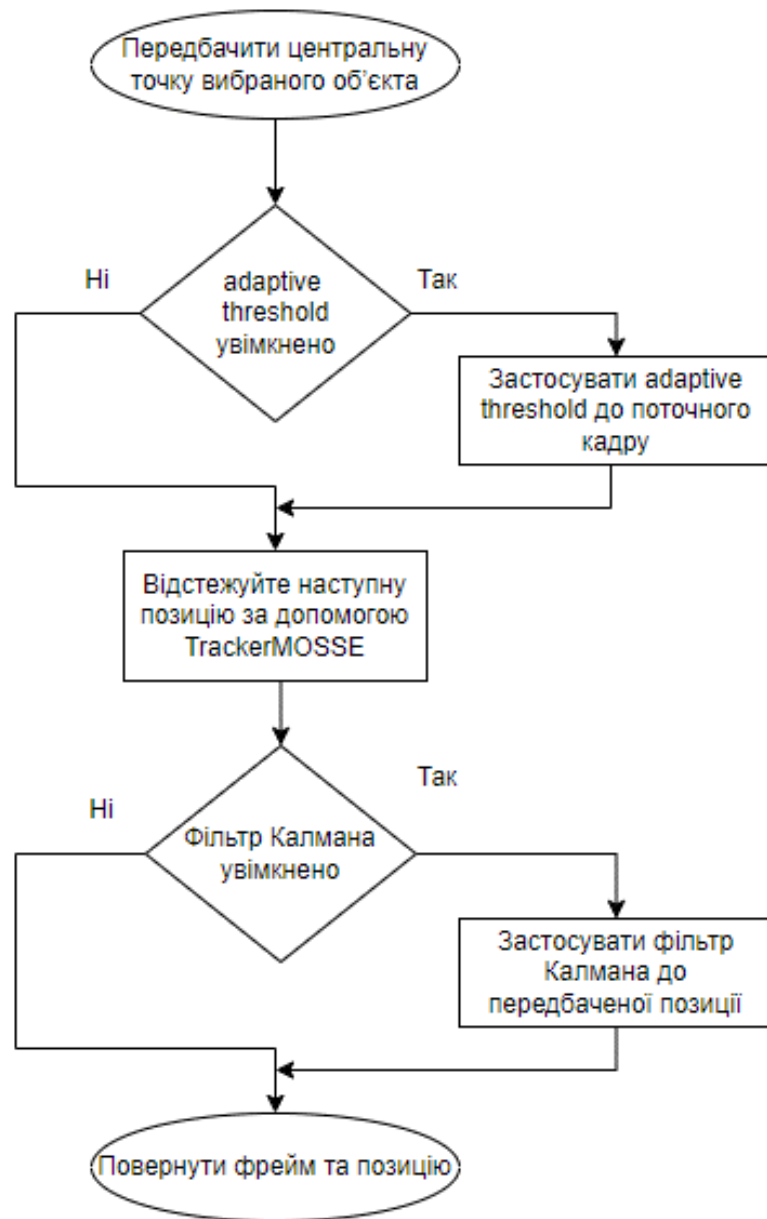 Передбачити центральну
точку вибраного об'єкта
Ні
Так
adaptive
threshold
увімкнено
Застосувати adaptive
threshold до поточного
кадру
Відстежуйте наступну
позицію за допомогою
TrackerMOSSE
Так
Ні
Фільтр Калмана
увімкнено
Застосувати фільтр
Калмана до
передбаченої позиції
Повернути фрейм та позицію